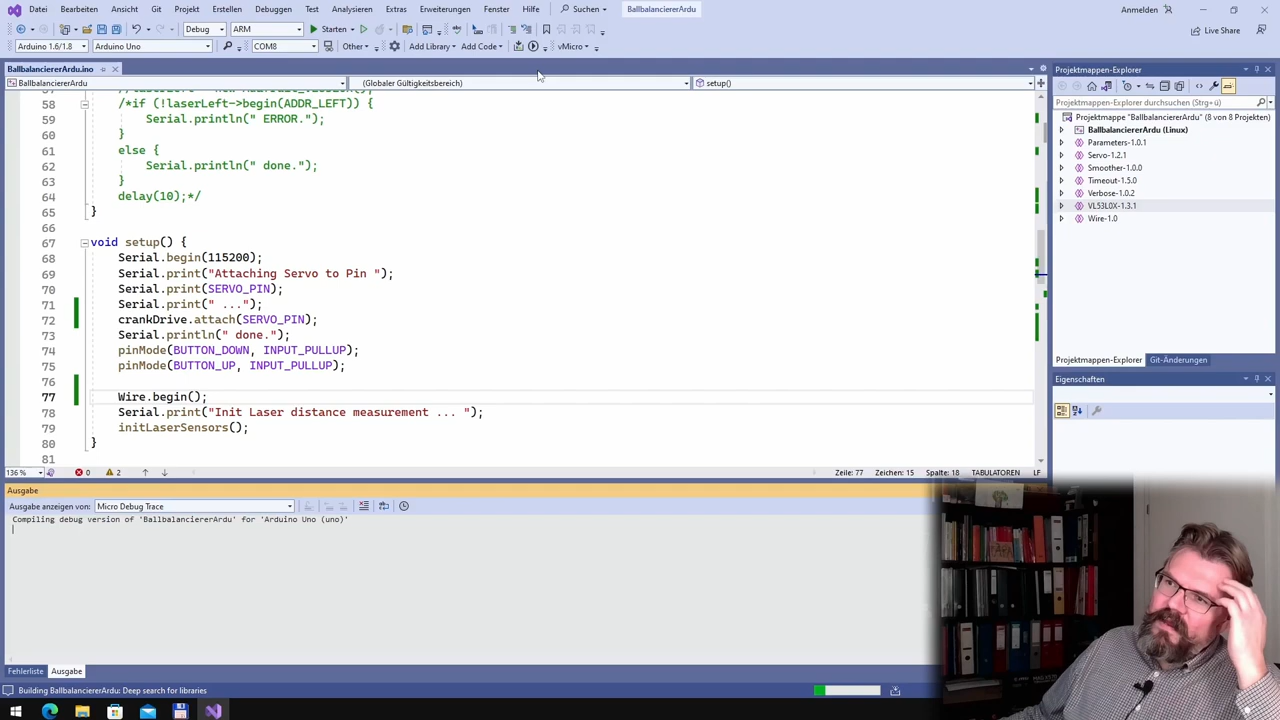 Datei Bearbeiten Ansicht Git Projekt Erstellen Debuggen Test Analysieren Extras Erweiterungen Fenster Hilfe Suchen BallbalanciererArdu Anmelden
Debug ARM Starten Live Share
Arduino 1.6/1.8 Arduino Uno COM8 Other Add Library Add Code vMicro
BallbalanciererArdu.ino
BallbalanciererArdu (Globaler Gültigkeitsbereich) setup()
58 /*if (!laserLeft->begin(ADDR_LEFT)) {
59 Serial.println(" ERROR.");
60 }
61 else {
62 Serial.println(" done.");
63 }
64 delay(10);*/
65 }
66
67 void setup() {
68 Serial.begin(115200);
69 Serial.print("Attaching Servo to Pin ");
70 Serial.print(SERVO_PIN);
71 Serial.print(" ...");
72 crankDrive.attach(SERVO_PIN);
73 Serial.println(" done.");
74 pinMode(BUTTON_DOWN, INPUT_PULLUP);
75 pinMode(BUTTON_UP, INPUT_PULLUP);
76
77 Wire.begin();
78 Serial.print("Init Laser distance measurement ... ");
79 initLaserSensors();
80 }
81
136 % 0 2 Zeile: 77 Zeichen: 15 Spalte: 18 TABULATOREN LF
Ausgabe
Ausgabe anzeigen von: Micro Debug Trace
Compiling debug version of 'BallbalanciererArdu' for 'Arduino Uno (uno)'
Fehlerliste Ausgabe
Building BallbalanciererArdu: Deep search for libraries
Projektmappen-Explorer
Projektmappen-Explorer durchsuchen (Strg+ü)
Projektmappe "BallbalanciererArdu" (8 von 8 Projekten)
BallbalanciererArdu (Linux)
Parameters-1.0.1
Servo-1.2.1
Smoother-1.0.0
Timeout-1.5.0
Verbose-1.0.2
VL53L0X-1.3.1
Wire-1.0
Projektmappen-Explorer Git-Änderungen
Eigenschaften